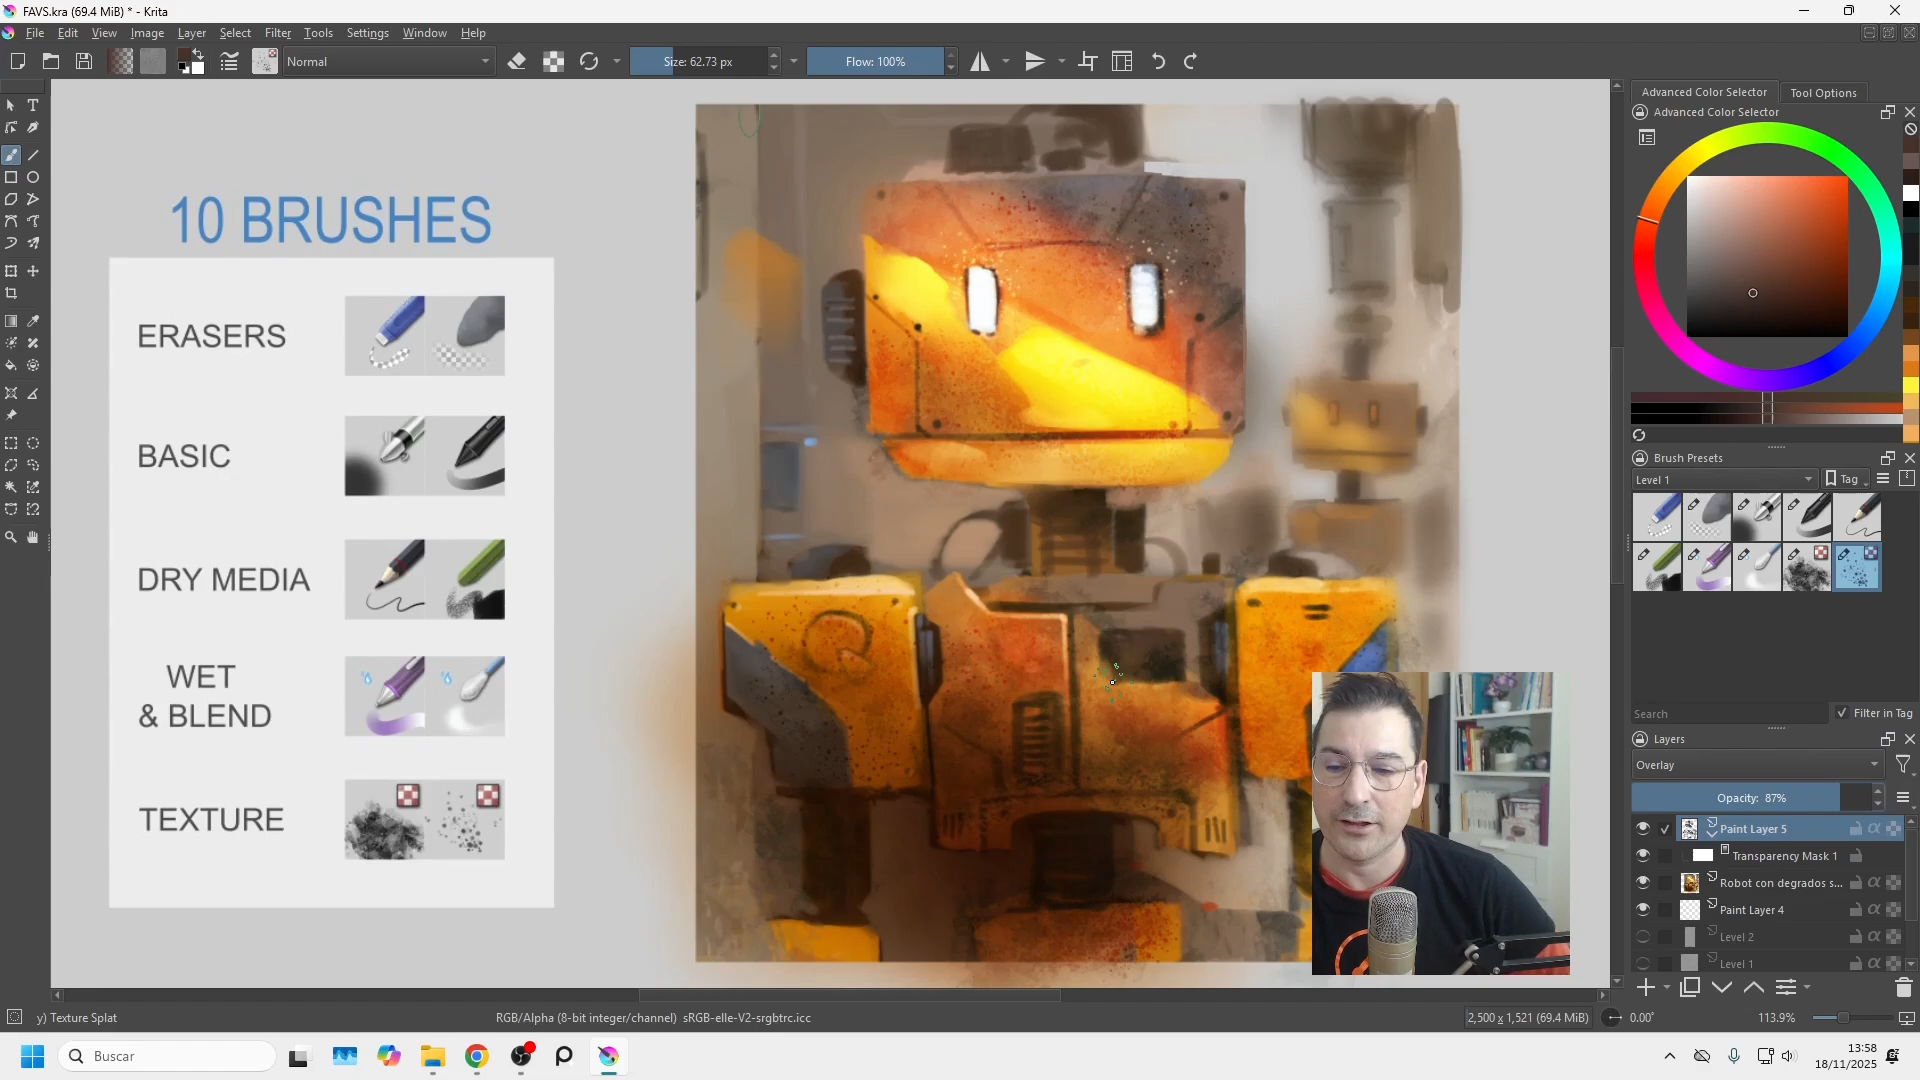 FAVS.kra (69.4 MiB) * - Krita
File Edit View Image Layer Select Filter Tools Settings Window Help
Normal
Size: 62.73 px
Flow: 100%
Advanced Color Selector
Tool Options
Advanced Color Selector
10 BRUSHES
ERASERS
BASIC
DRY MEDIA
WET
& BLEND
TEXTURE
Brush Presets
Level 1
Tag
Search
Filter in Tag
Layers
Overlay
Opacity: 87%
Paint Layer 5
Transparency Mask 1
Robot con degrados s...
Paint Layer 4
Level 2
Level 1
y) Texture Splat
RGB/Alpha (8-bit integer/channel) sRGB-elle-V2-srgbtrc.icc
2,500 x 1,521 (69.4 MiB)
0.00°
113.9%
Buscar
13:58
18/11/2025